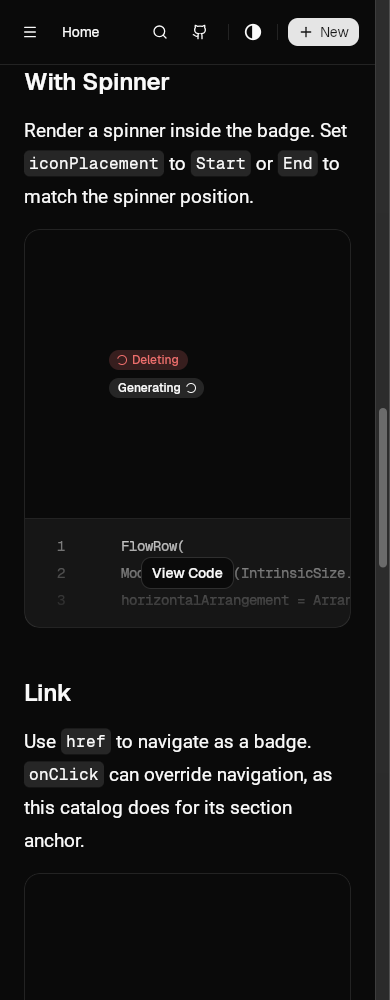 Home
New
With Spinner
Render a spinner inside the badge. Set
iconPlacement to Start or End to
match the spinner position.
Deleting
Generating
1 FlowRow(
2 (IntrinsicSize.
View Code
3 horizontalArrangement = Arran
Link
Use href to navigate as a badge.
onClick can override navigation, as
this catalog does for its section
anchor.